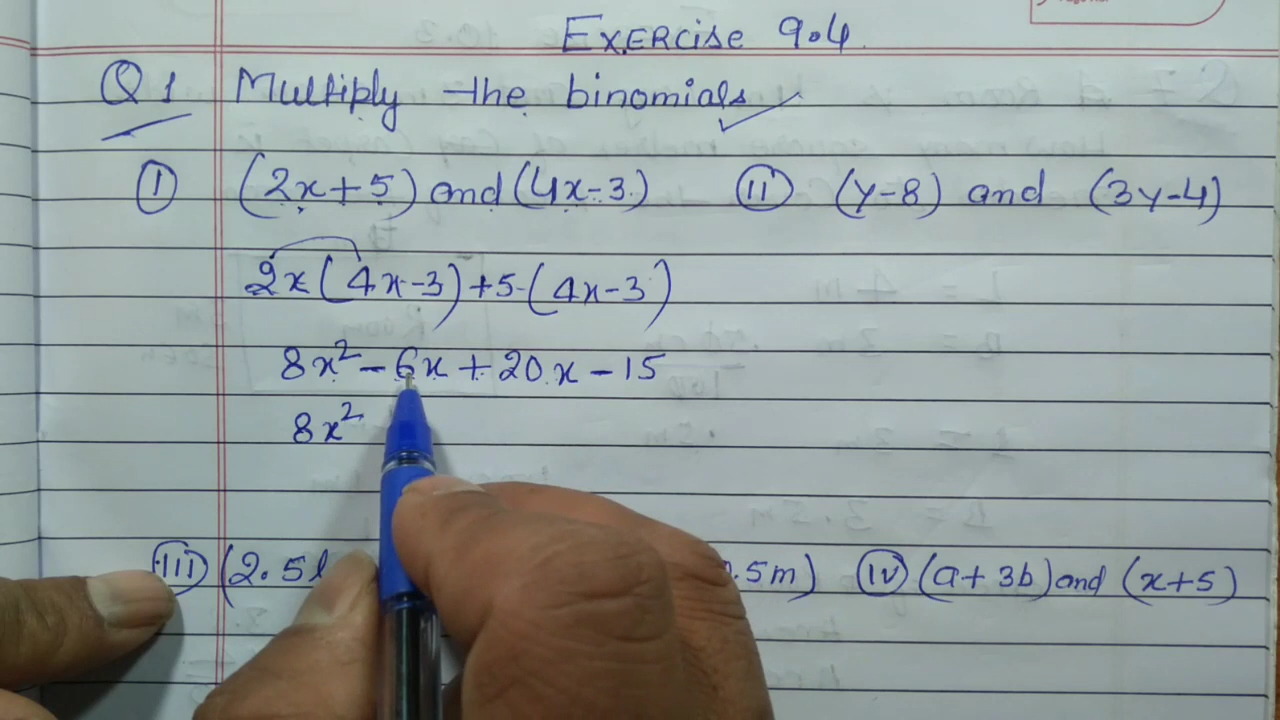 Exercise 9.4
Q1 Multiply the binomials
(I) (2x+5) and (4x-3) (II) (y-8) and (3y-4)
2x(4x-3)+5(4x-3)
8x² - 6x + 20x - 15
8x²
(III) (2.5l .5m) (IV) (a+3b) and (x+5)